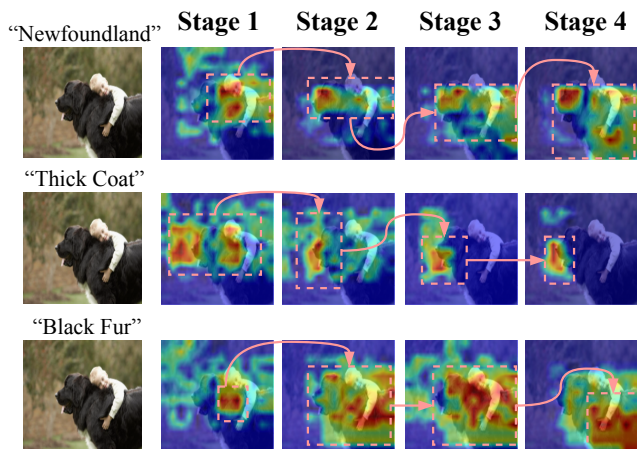 “Newfoundland” Stage 1 Stage 2 Stage 3 Stage 4
“Thick Coat”
“Black Fur”